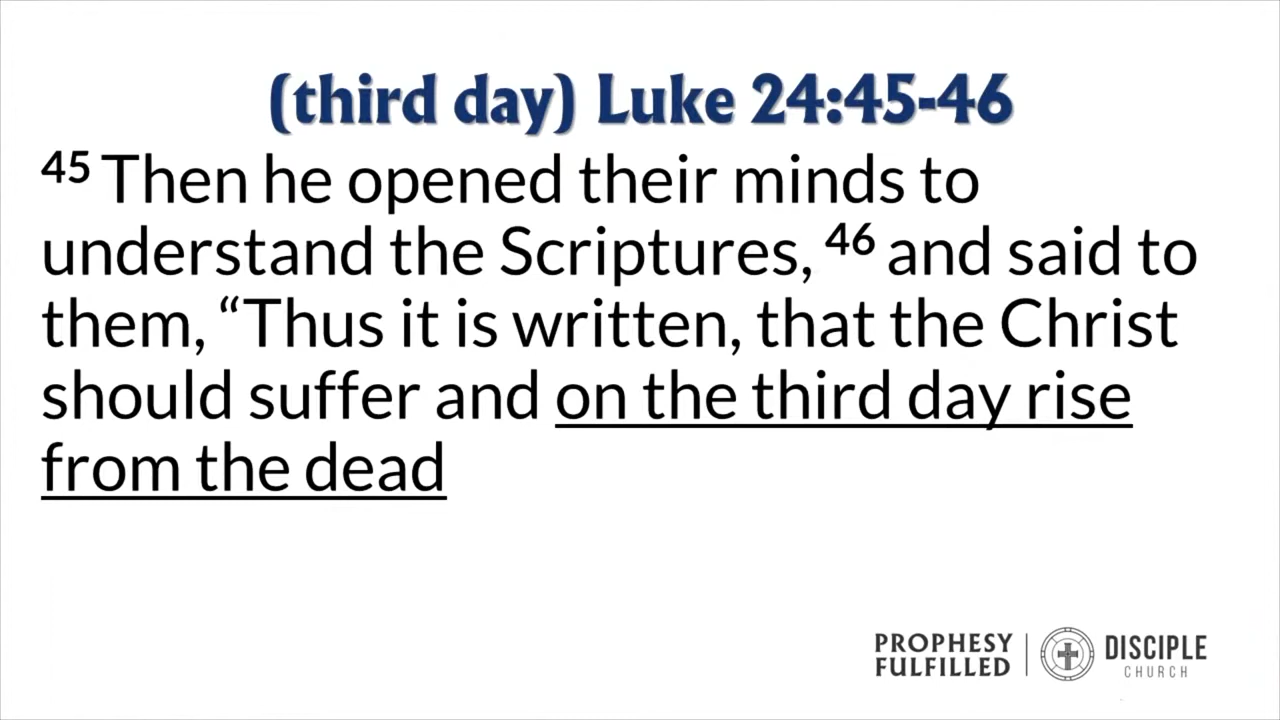 (third day) Luke 24:45-46
45 Then he opened their minds to
understand the Scriptures, 46 and said to
them, “Thus it is written, that the Christ
should suffer and on the third day rise
from the dead
PROPHESY
FULFILLED
DISCIPLE
CHURCH